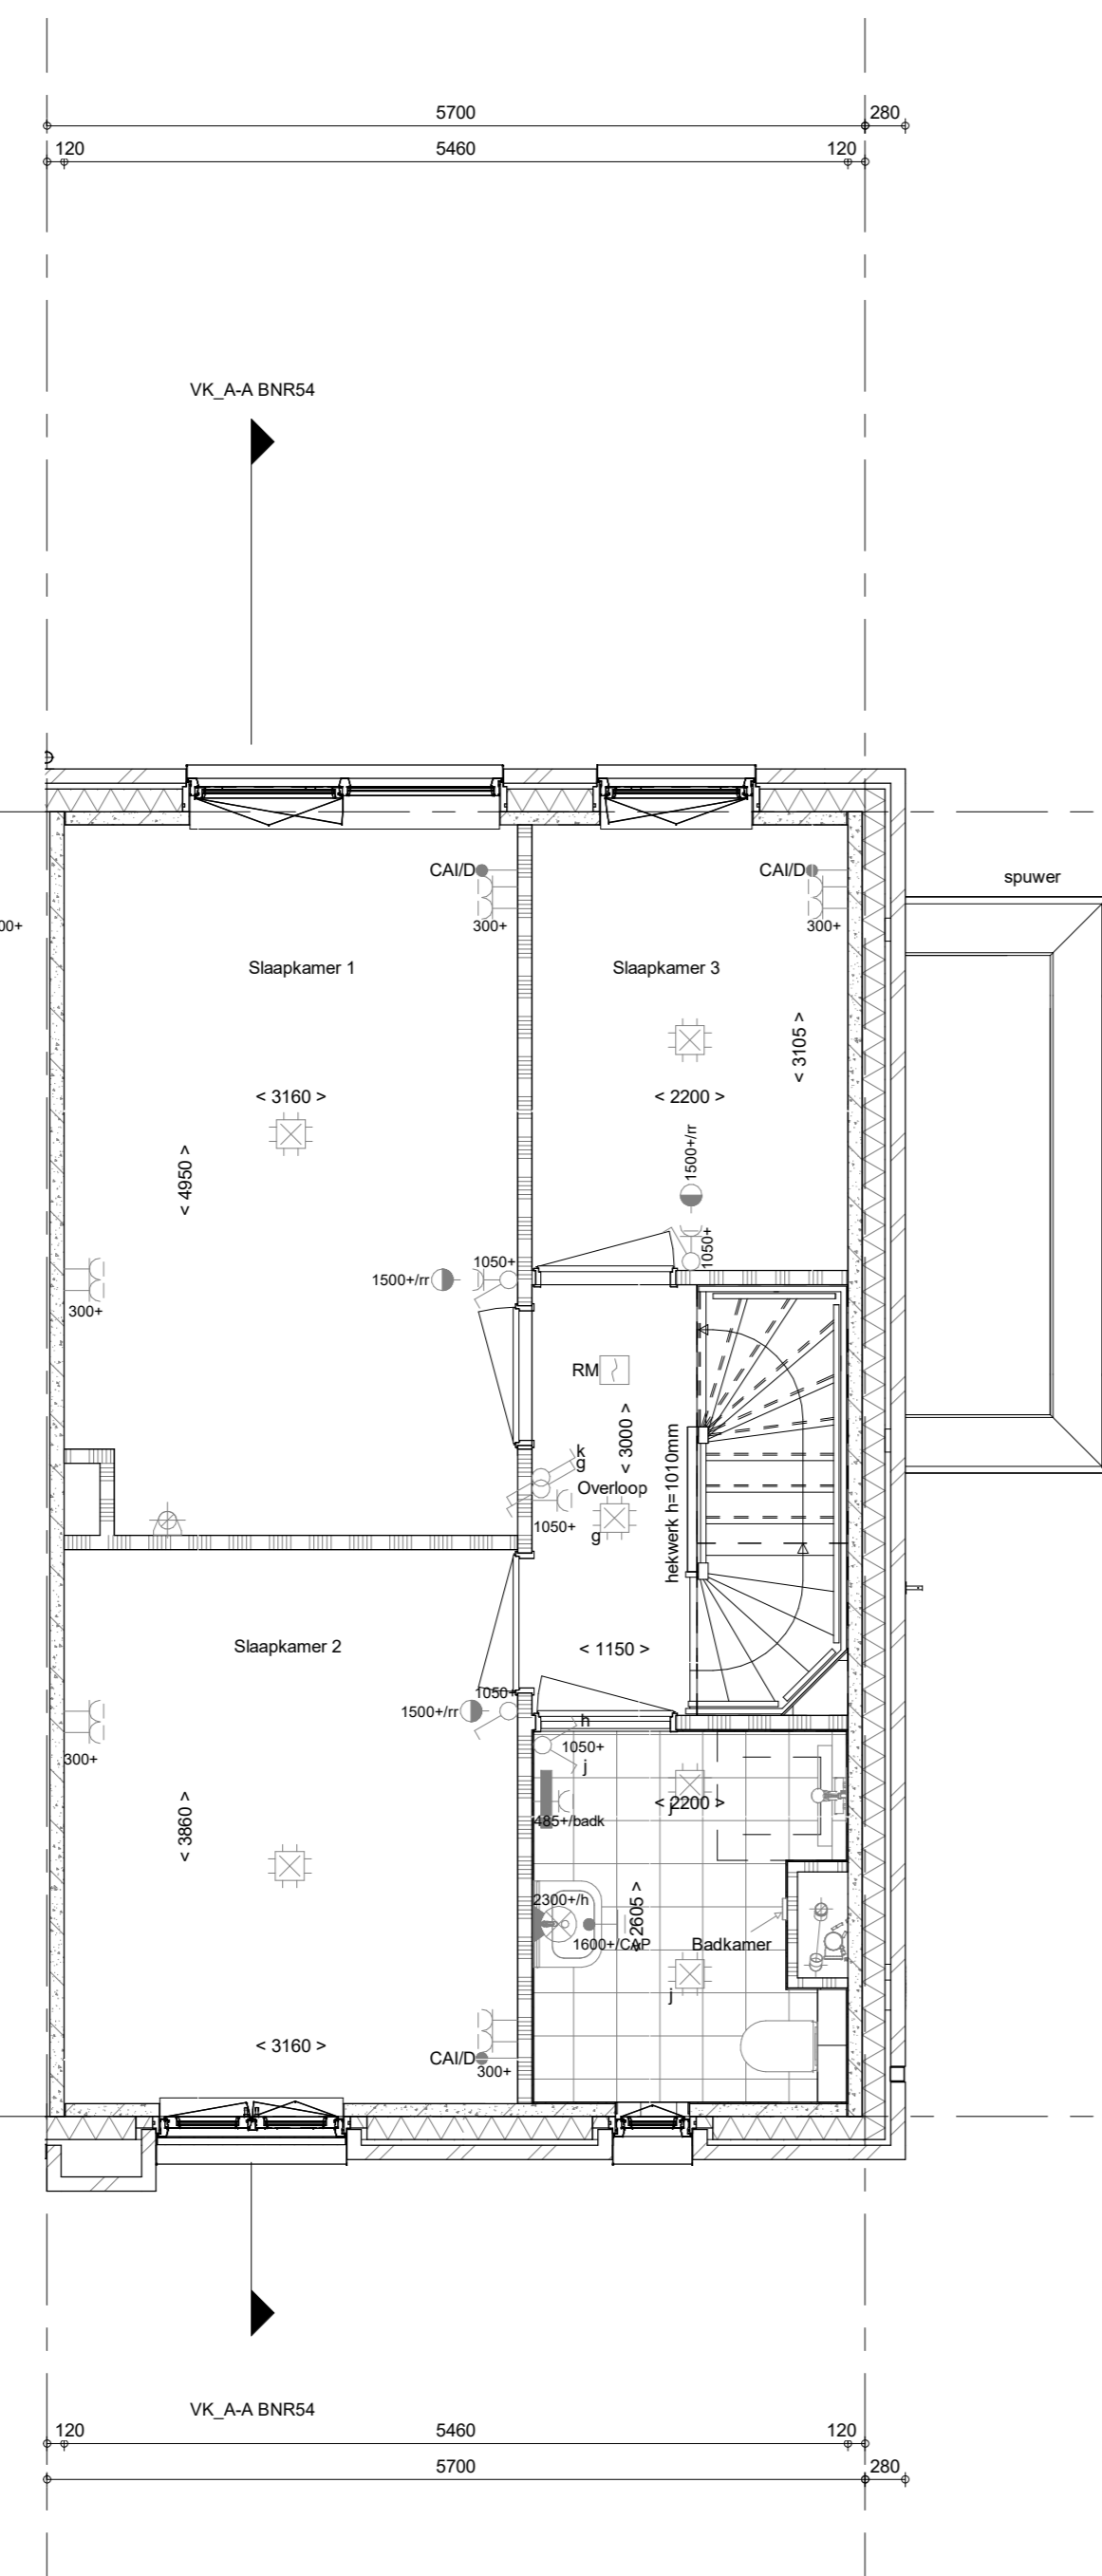 5700
280
120
5460
120
VK_A-A BNR54
spuwer
CAI/D
300+
CAI/D
300+
00+
Slaapkamer 1
Slaapkamer 3
< 3105 >
< 3160 >
< 2200 >
< 4950 >
1500+/rr
1050+
1050+
1500+/rr
300+
RM
< 3000 >
hekwerk h=1010mm
k
g
Overloop
1050+
g
Slaapkamer 2
< 1150 >
1050+
1500+/rr
h
1050+
300+
j
< 2200 >
j
485+/badk
< 3860 >
2300+/h
< 2605 >
1600+/CAP
Badkamer
j
< 3160 >
CAI/D
300+
VK_A-A BNR54
120
5460
120
5700
280